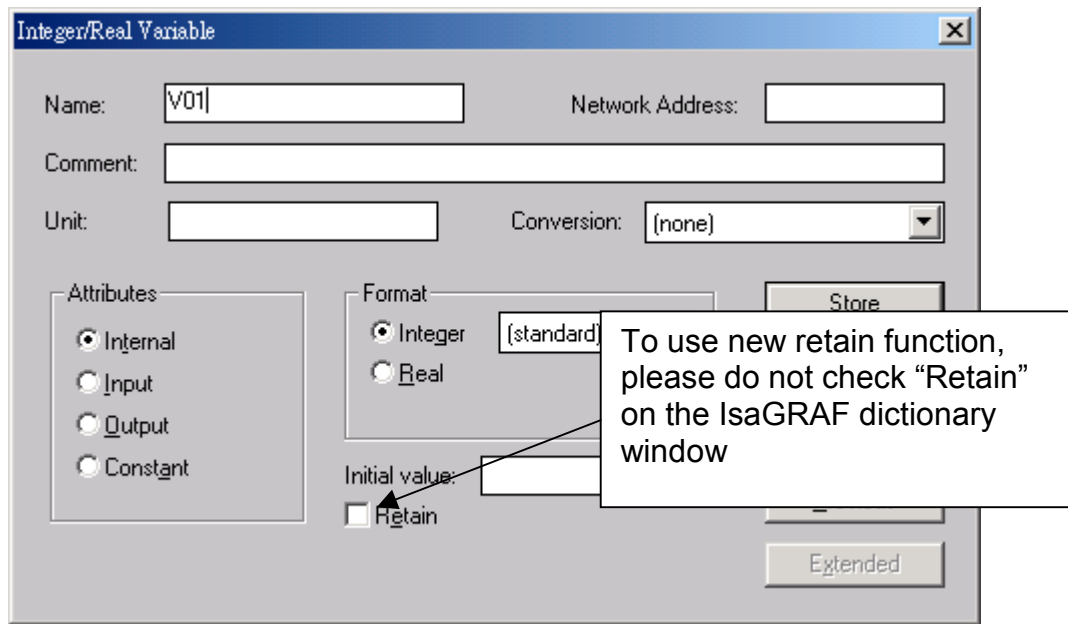 Integer/Real Variable
Name: V01 Network Address:
Comment:
Unit: Conversion: (none)
Attributes Format Store
Internal Integer (standard)
Input Real
Output
Constant
To use new retain function,
please do not check “Retain”
on the IsaGRAF dictionary
window
Initial value:
Retain
Extended